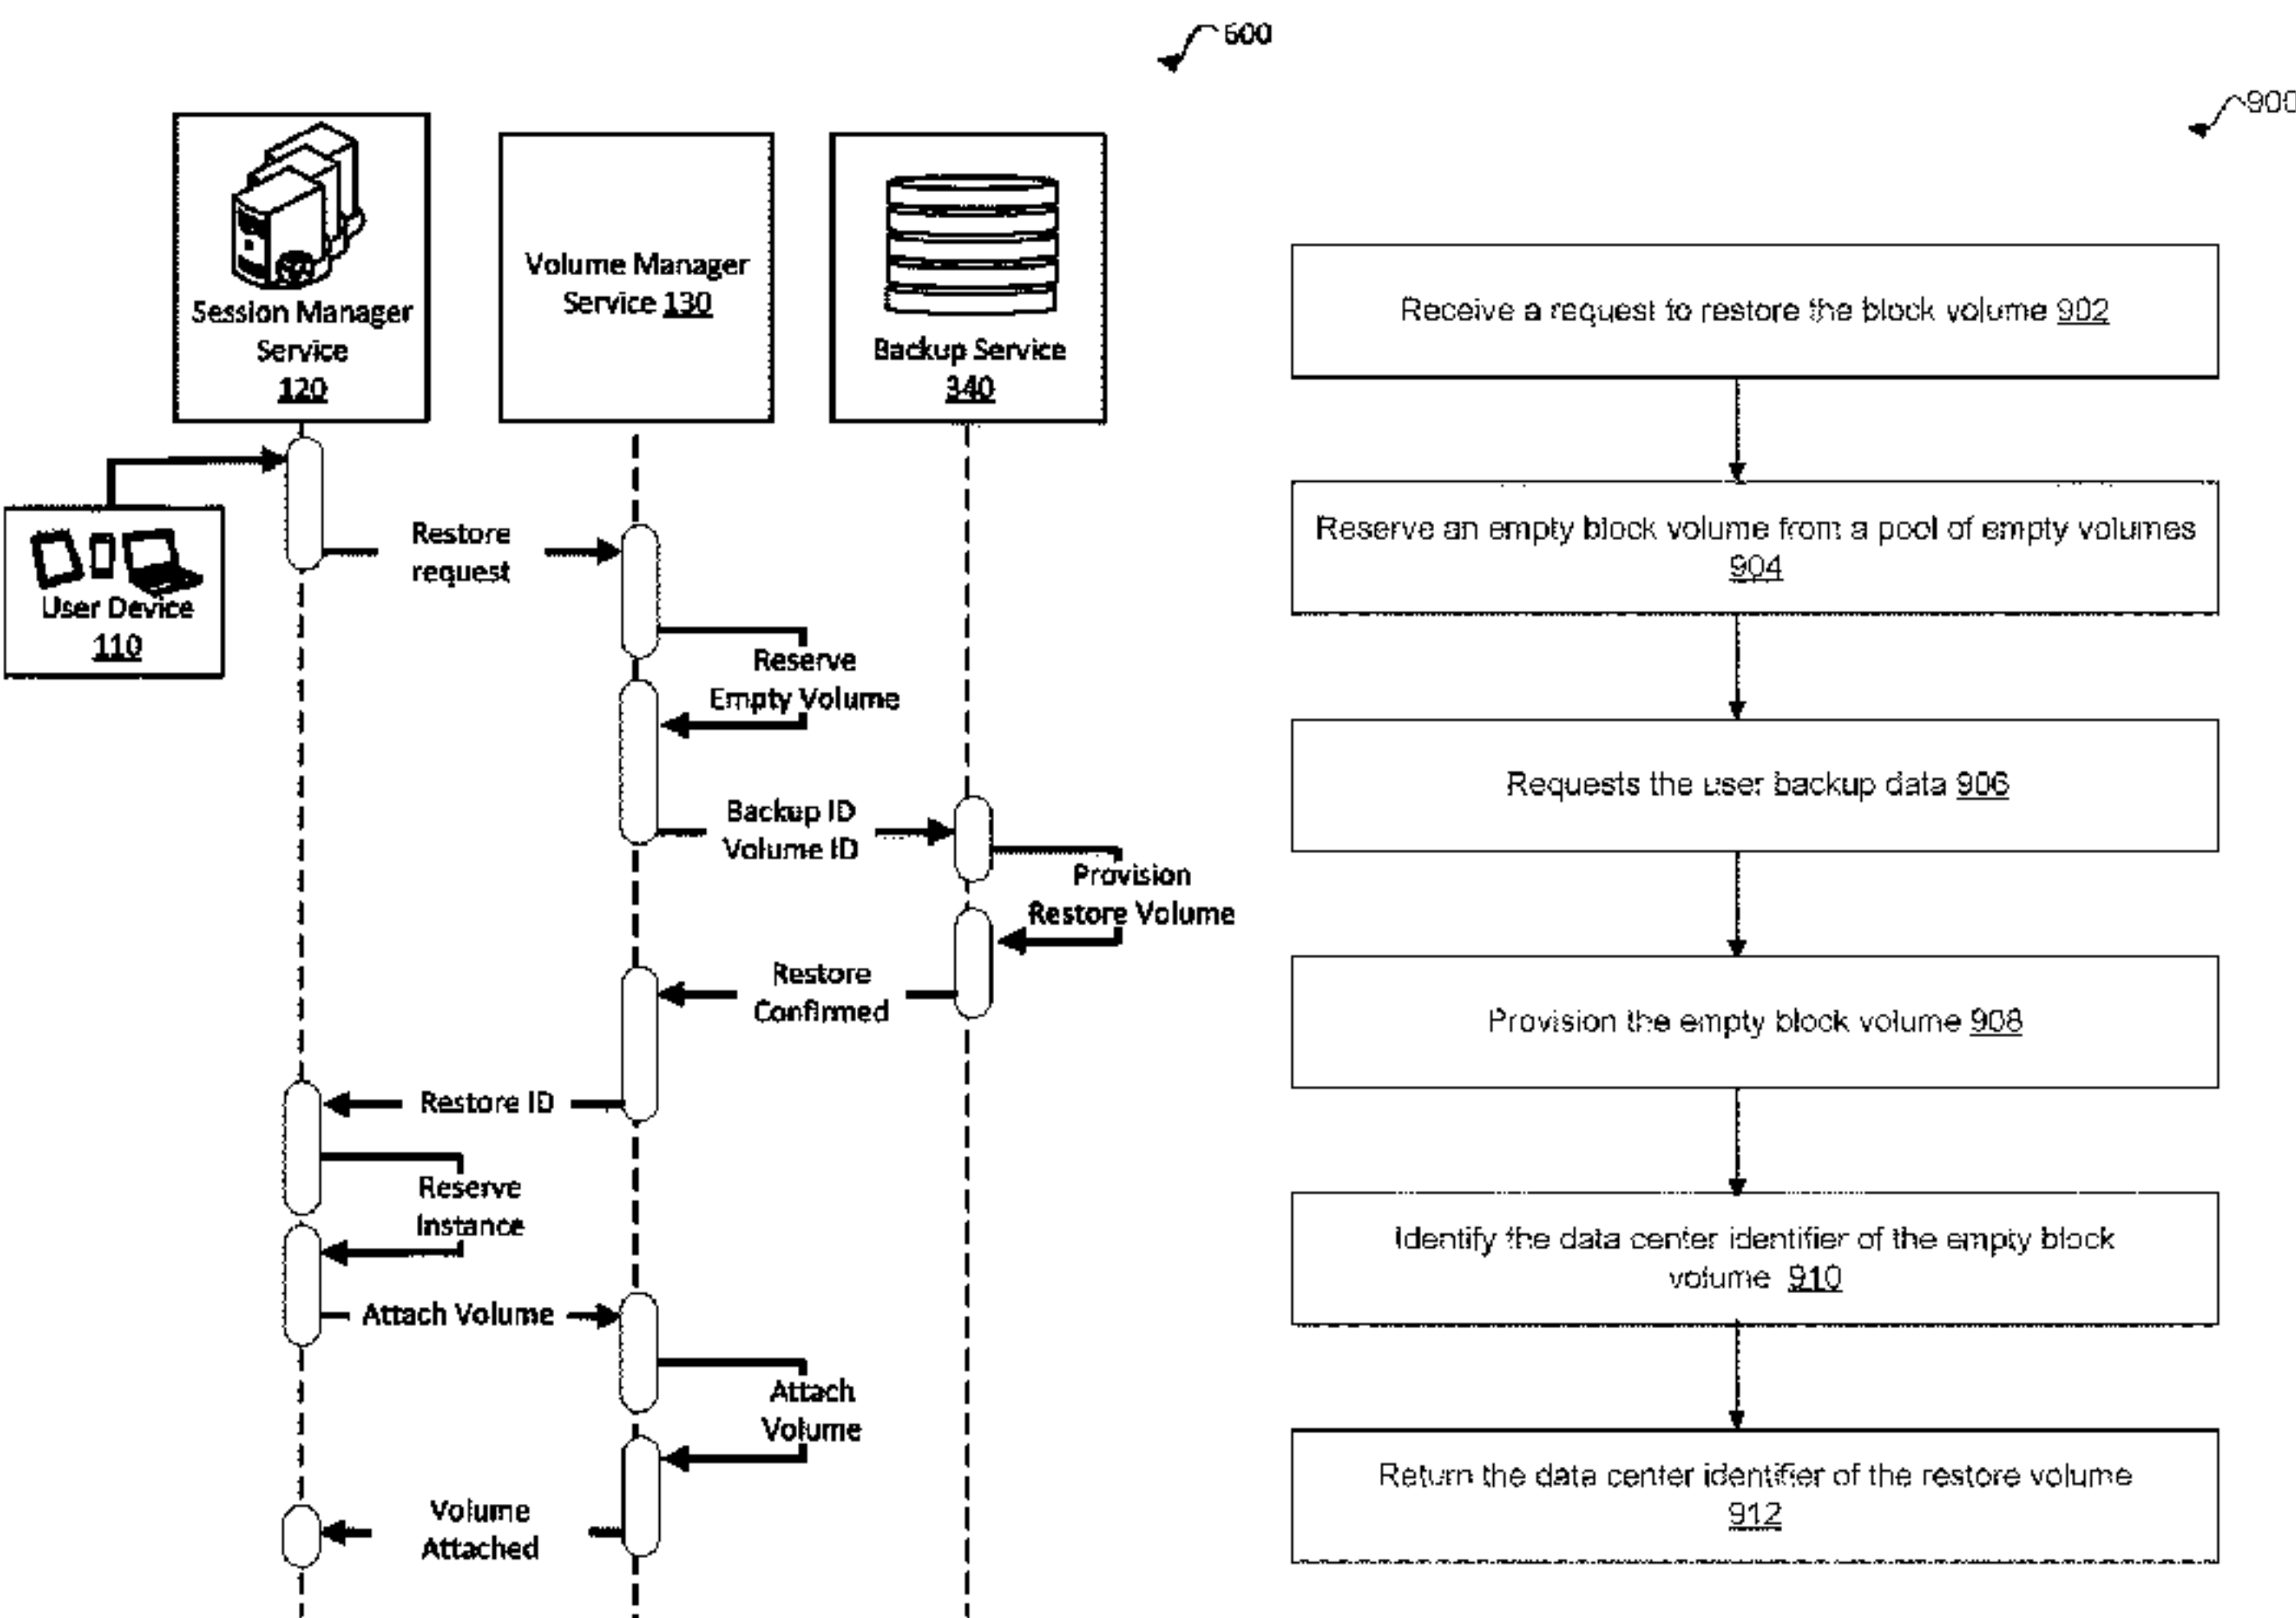 600
Session Manager
Service
120
Volume Manager
Service 130
Backup Service
340
User Device
110
Restore
request
Reserve
Empty Volume
Backup ID
Volume ID
Provision
Restore Volume
Restore
Confirmed
Restore ID
Reserve
Instance
Attach Volume
Attach
Volume
Volume
Attached
900
Receive a request to restore the block volume 902
Reserve an empty block volume from a pool of empty volumes
904
Requests the user backup data 906
Provision the empty block volume 908
Identify the data center identifier of the empty block
volume 910
Return the data center identifier of the restore volume
912